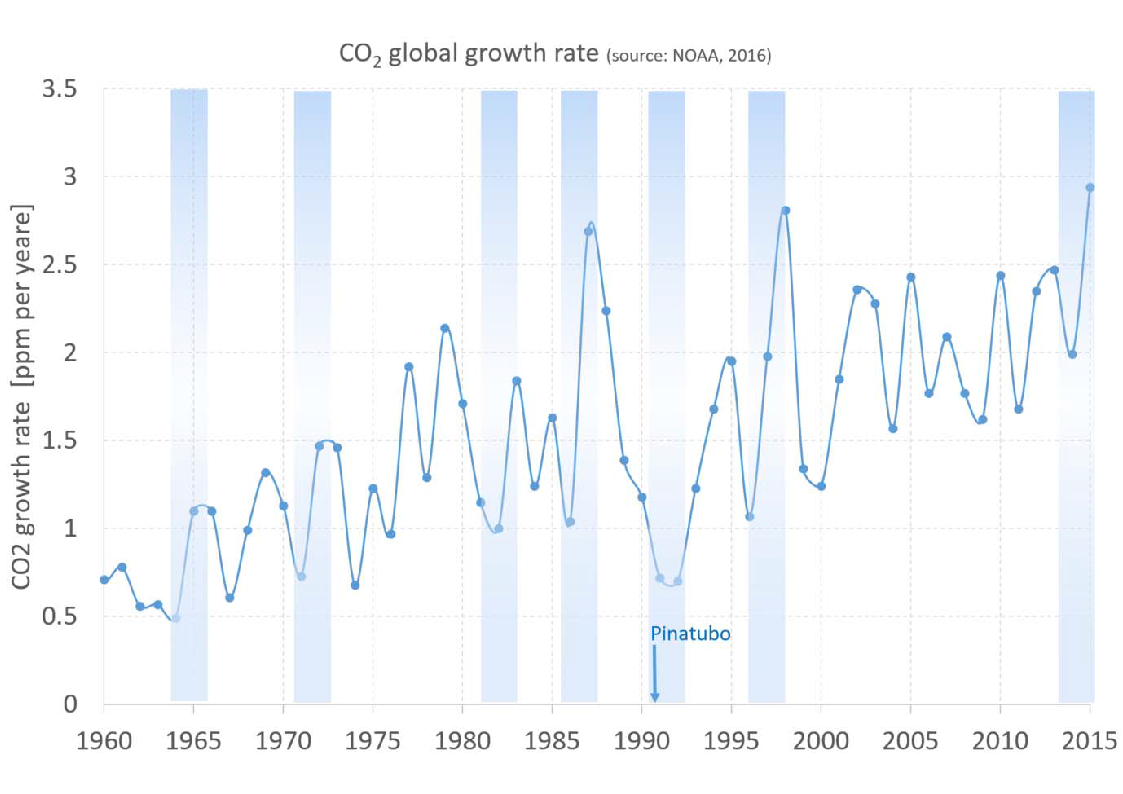 CO₂ global growth rate (source: NOAA, 2016)
CO2 growth rate [ppm per yeare]
3.5
3
2.5
2
1.5
1
0.5
0
Pinatubo
1960 1965 1970 1975 1980 1985 1990 1995 2000 2005 2010 2015